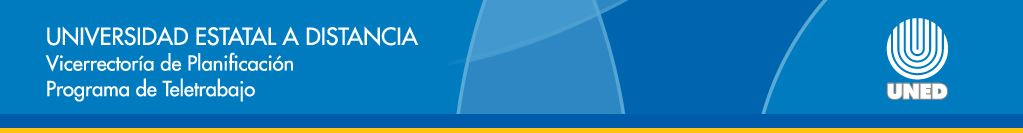 UNIVERSIDAD ESTATAL A DISTANCIA
Vicerrectoría de Planificación
Programa de Teletrabajo
UNED